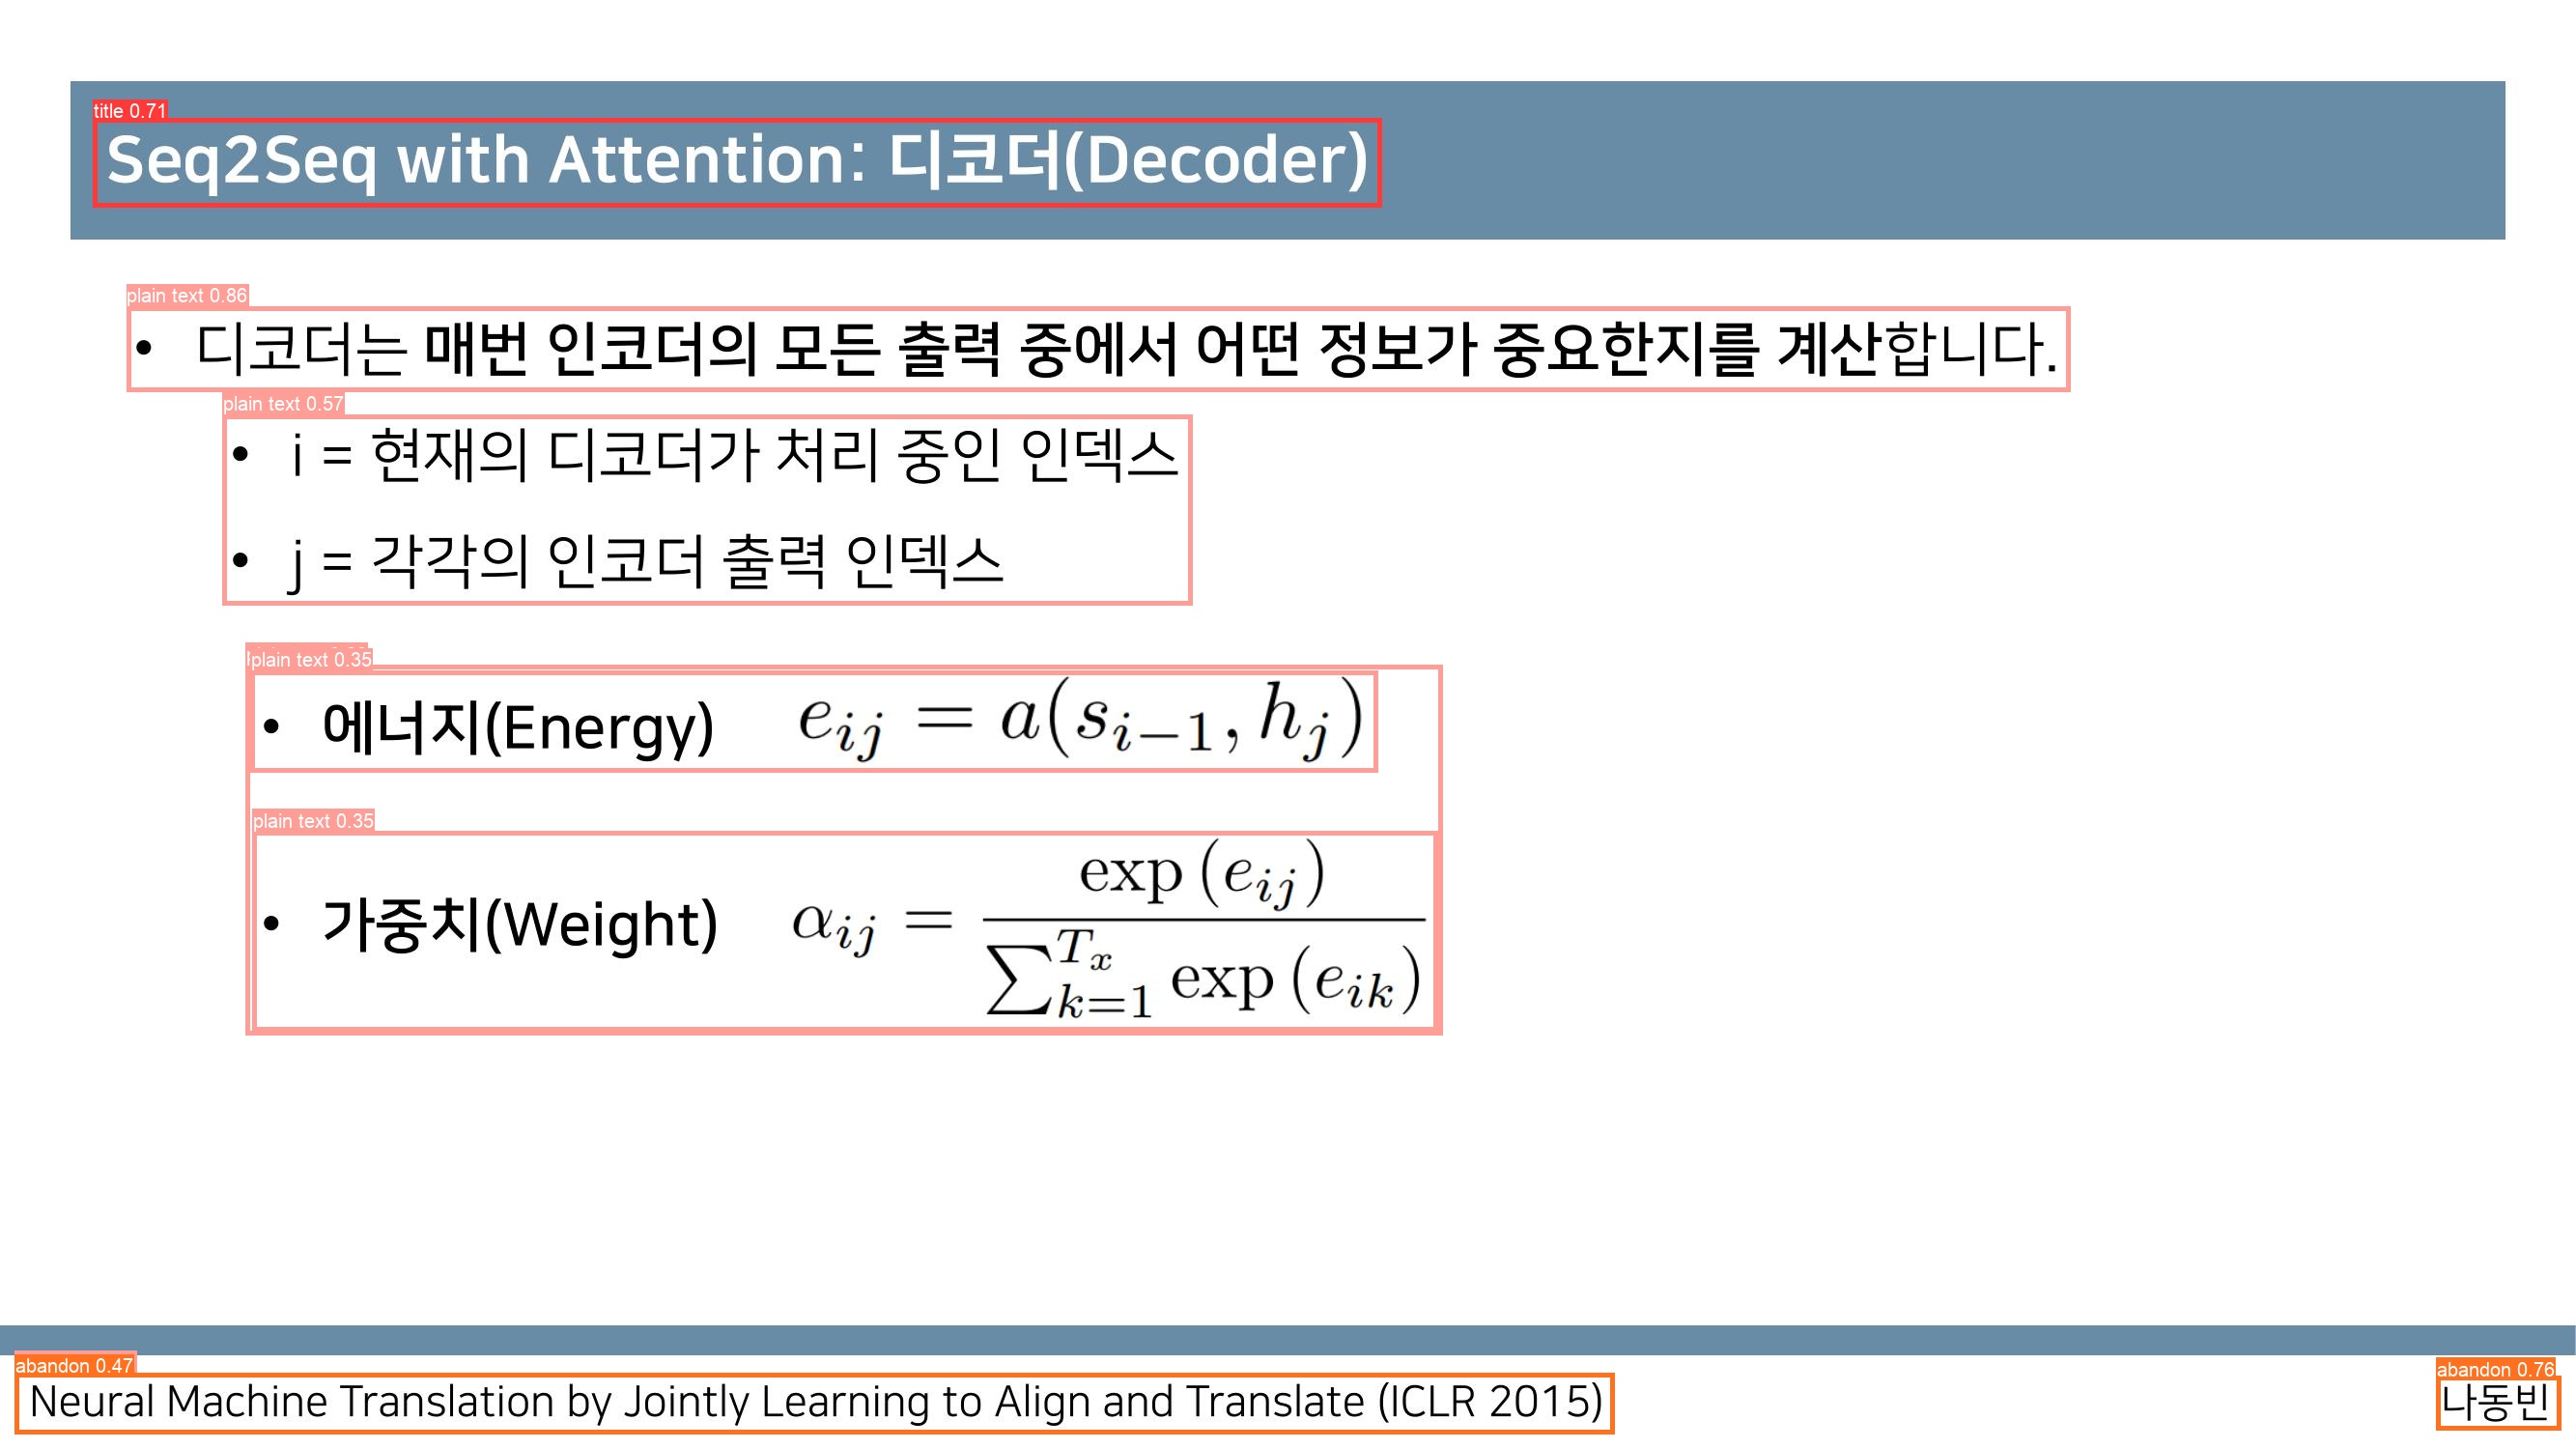 title 0.71
Seq2Seq with Attention: 디코더(Decoder)
plain text 0.86
• 디코더는 매번 인코더의 모든 출력 중에서 어떤 정보가 중요한지를 계산합니다.
plain text 0.57
• i = 현재의 디코더가 처리 중인 인덱스
• j = 각각의 인코더 출력 인덱스
plain text 0.35
• 에너지(Energy) e_{ij} = a(s_{i-1}, h_j)
plain text 0.35
• 가중치(Weight) α_{ij} = \frac{exp (e_{ij})}{\sum_{k=1}^{T_x} exp (e_{ik})}
abandon 0.47
Neural Machine Translation by Jointly Learning to Align and Translate (ICLR 2015)
abandon 0.76
나동빈